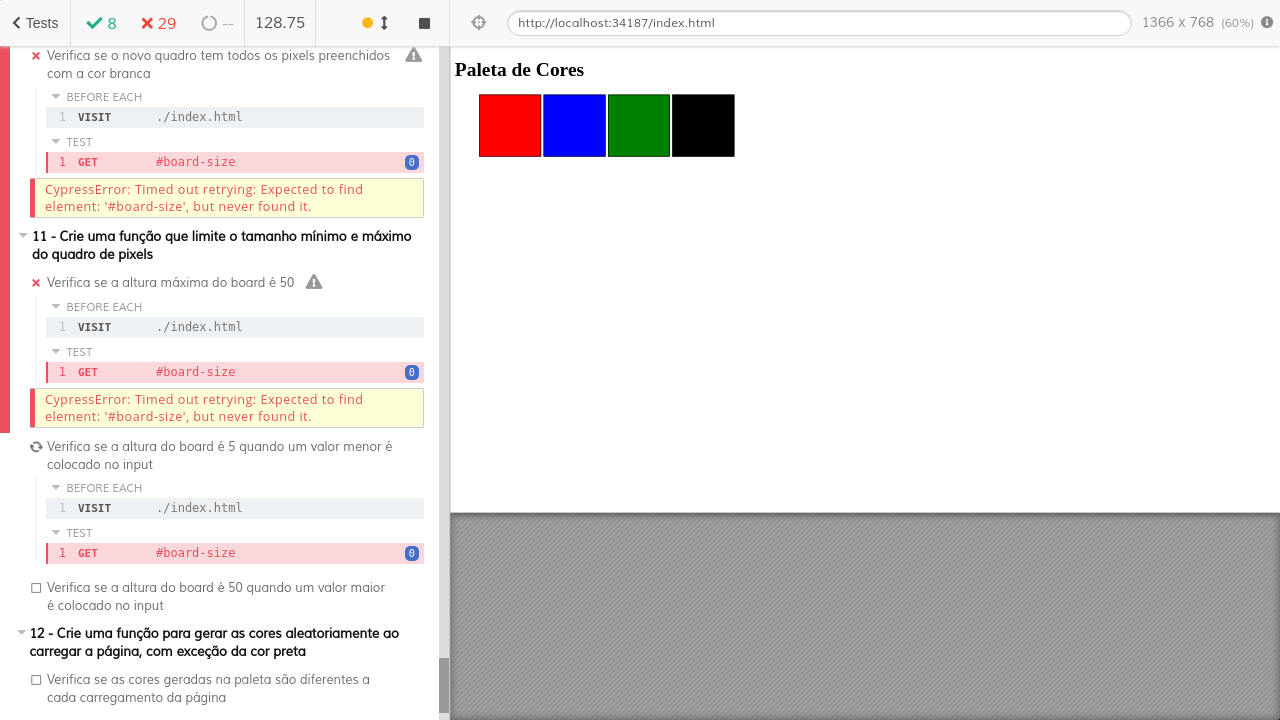 Tests 8 29 -- 128.75 http://localhost:34187/index.html 1366 x 768 (60%)
Verifica se o novo quadro tem todos os pixels preenchidos
com a cor branca
BEFORE EACH
1 VISIT ./index.html
TEST
1 GET #board-size 0
CypressError: Timed out retrying: Expected to find
element: '#board-size', but never found it.
11 - Crie uma função que limite o tamanho mínimo e máximo
do quadro de pixels
Verifica se a altura máxima do board é 50
BEFORE EACH
1 VISIT ./index.html
TEST
1 GET #board-size 0
CypressError: Timed out retrying: Expected to find
element: '#board-size', but never found it.
Verifica se a altura do board é 5 quando um valor menor é
colocado no input
BEFORE EACH
1 VISIT ./index.html
TEST
1 GET #board-size 0
Verifica se a altura do board é 50 quando um valor maior
é colocado no input
12 - Crie uma função para gerar as cores aleatoriamente ao
carregar a página, com exceção da cor preta
Verifica se as cores geradas na paleta são diferentes a
cada carregamento da página
Paleta de Cores